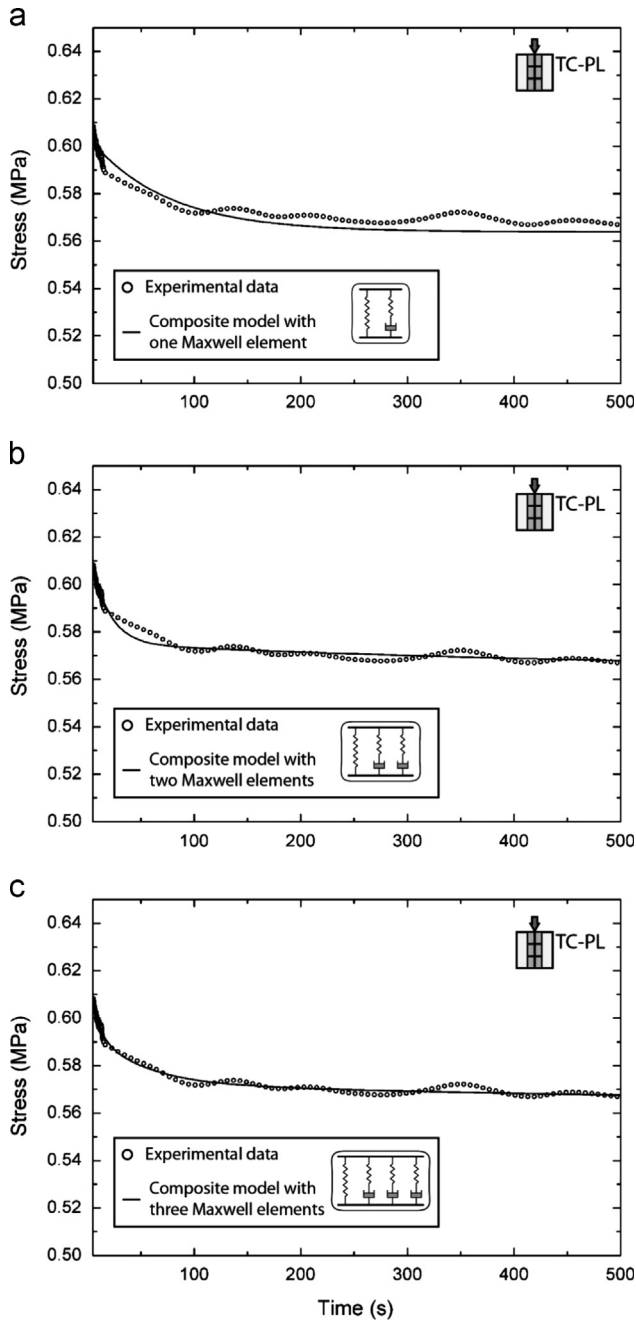 a
0.64
TC-PL
0.62
0.60
Stress (MPa)
0.58
0.56
0.54
Experimental data
Composite model with
one Maxwell element
0.52
0.50
100 200 300 400 500
b
0.64
TC-PL
0.62
0.60
Stress (MPa)
0.58
0.56
0.54
Experimental data
Composite model with
two Maxwell elements
0.52
0.50
100 200 300 400 500
c
0.64
TC-PL
0.62
0.60
Stress (MPa)
0.58
0.56
0.54
Experimental data
Composite model with
three Maxwell elements
0.52
0.50
100 200 300 400 500
Time (s)